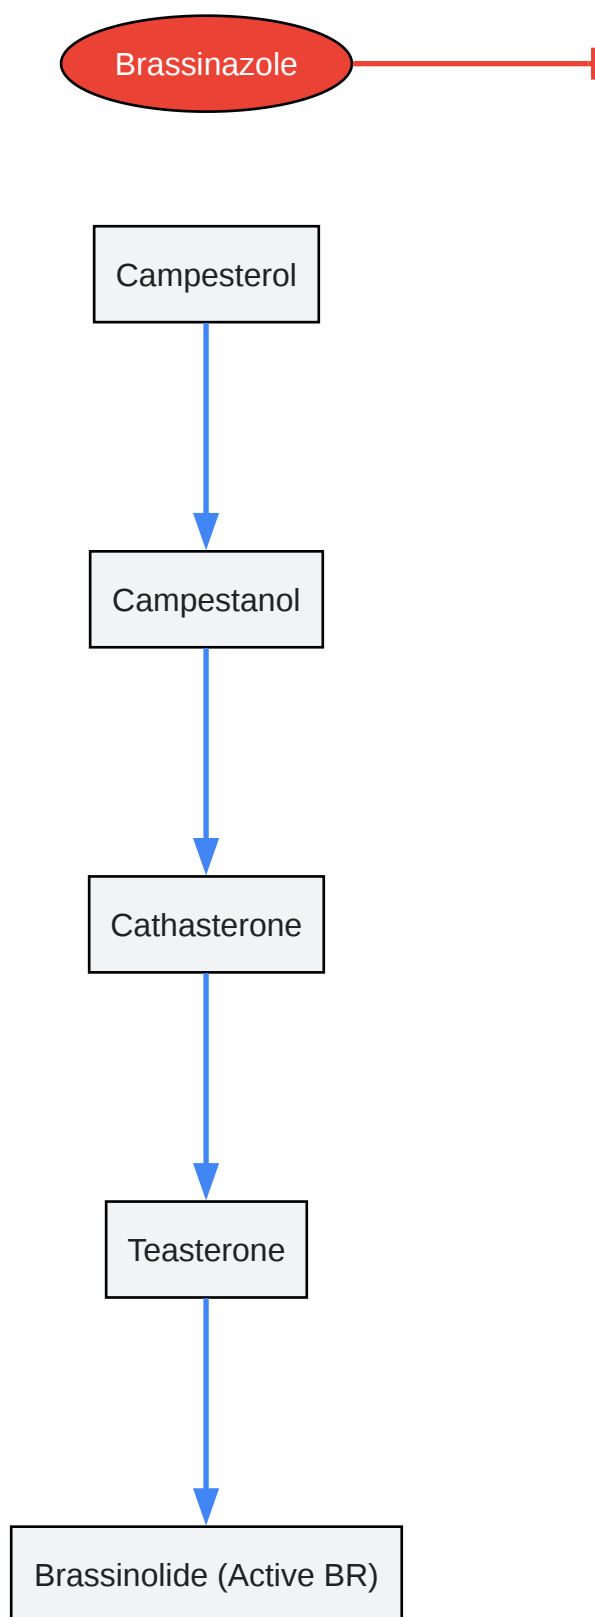 Brassinazole
Campesterol
Campestanol
Cathasterone
Teasterone
Brassinolide (Active BR)